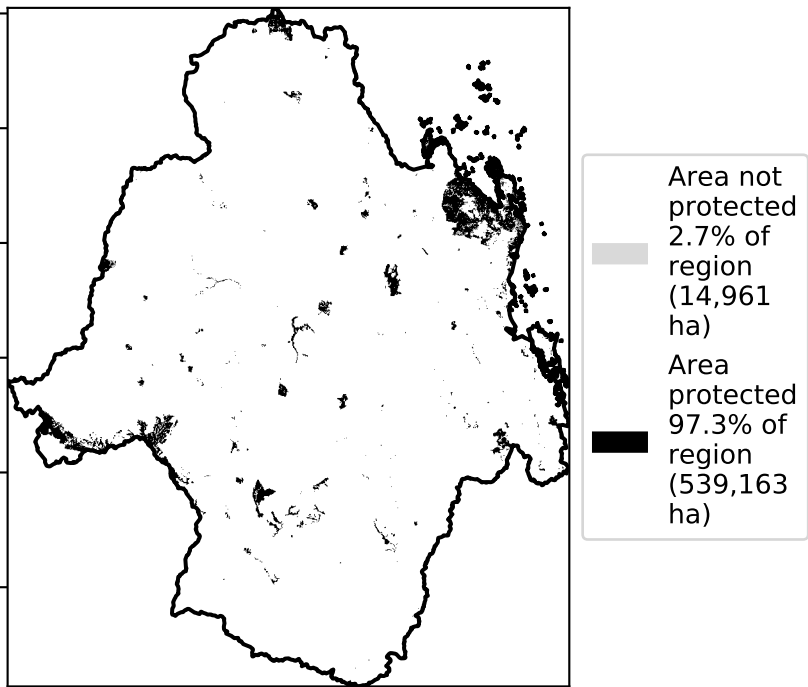 Area not
protected
2.7% of
region
(14,961
ha)
Area
protected
97.3% of
region
(539,163
ha)